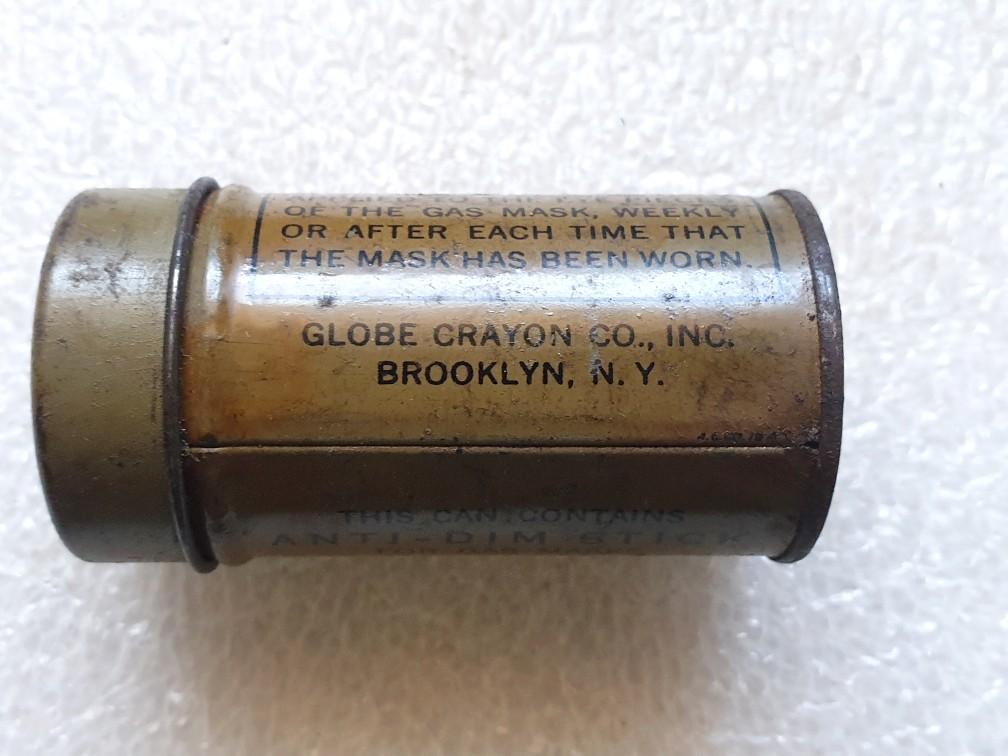 OF THE GAS MASK, WEEKLY
OR AFTER EACH TIME THAT
THE MASK HAS BEEN WORN.
GLOBE CRAYON CO., INC.
BROOKLYN, N. Y.
THIS CAN CONTAINS
ANTI-DIM STICK